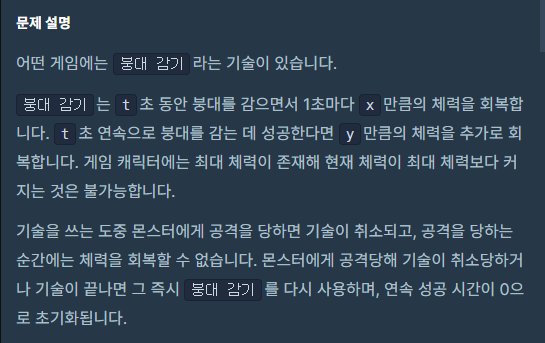 문제 설명
어떤 게임에는 붕대 감기 라는 기술이 있습니다.
붕대 감기 는 t 초 동안 붕대를 감으면서 1초마다 x 만큼의 체력을 회복합
니다. t 초 연속으로 붕대를 감는 데 성공한다면 y 만큼의 체력을 추가로 회
복합니다. 게임 캐릭터에는 최대 체력이 존재해 현재 체력이 최대 체력보다 커
지는 것은 불가능합니다.
기술을 쓰는 도중 몬스터에게 공격을 당하면 기술이 취소되고, 공격을 당하는
순간에는 체력을 회복할 수 없습니다. 몬스터에게 공격당해 기술이 취소당하거
나 기술이 끝나면 그 즉시 붕대 감기 를 다시 사용하며, 연속 성공 시간이 0으
로 초기화됩니다.